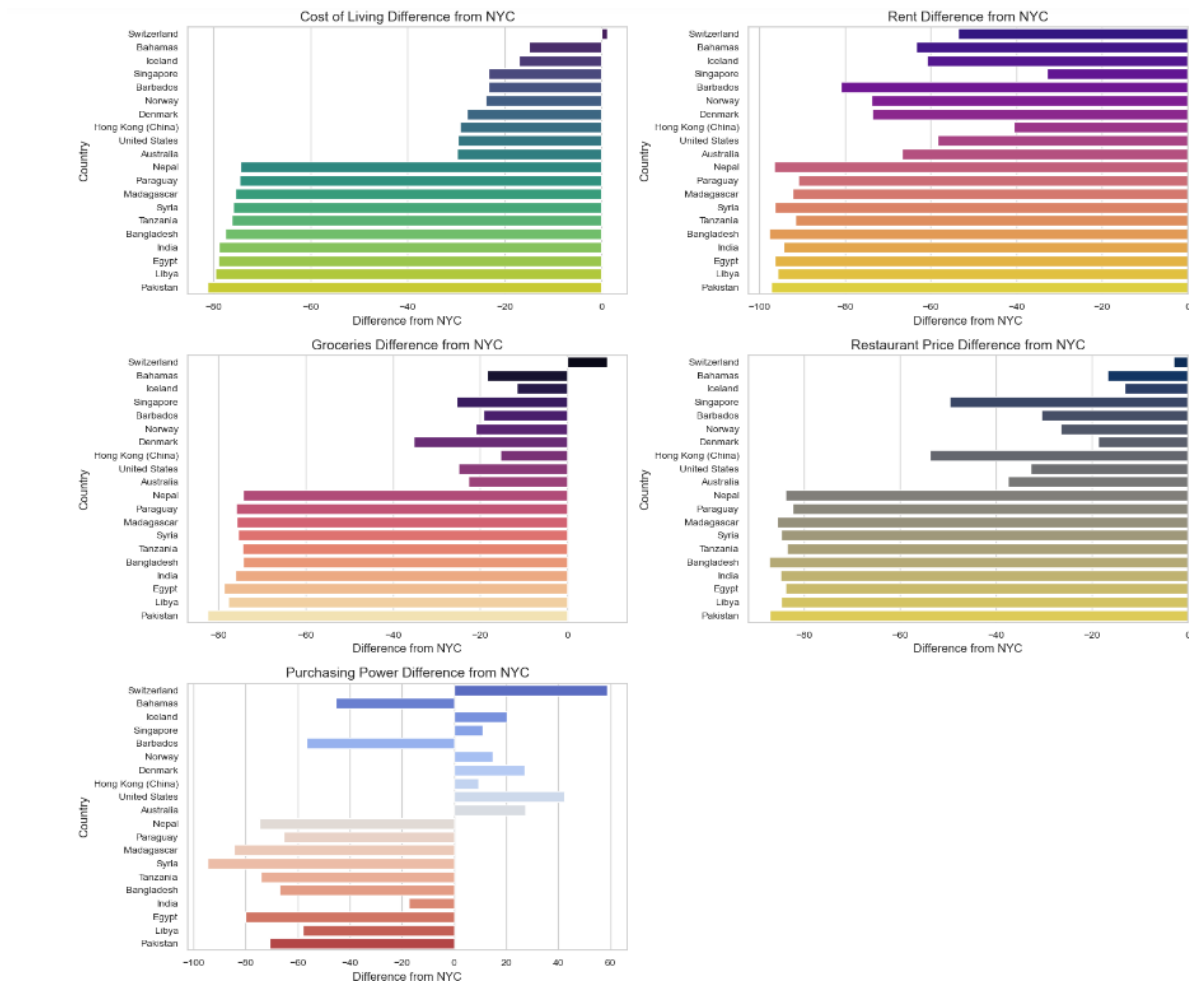 Cost of Living Difference from NYC
Country
Switzerland
Bahamas
Iceland
Singapore
Barbados
Norway
Denmark
Hong Kong (China)
United States
Australia
Nepal
Paraguay
Madagascar
Syria
Tanzania
Bangladesh
India
Egypt
Libya
Pakistan
−80 −60 −40 −20 0
Difference from NYC
Rent Difference from NYC
Country
Switzerland
Bahamas
Iceland
Singapore
Barbados
Norway
Denmark
Hong Kong (China)
United States
Australia
Nepal
Paraguay
Madagascar
Syria
Tanzania
Bangladesh
India
Egypt
Libya
Pakistan
−100 −80 −60 −40 −20 0
Difference from NYC
Groceries Difference from NYC
Country
Switzerland
Bahamas
Iceland
Singapore
Barbados
Norway
Denmark
Hong Kong (China)
United States
Australia
Nepal
Paraguay
Madagascar
Syria
Tanzania
Bangladesh
India
Egypt
Libya
Pakistan
−80 −60 −40 −20 0
Difference from NYC
Restaurant Price Difference from NYC
Country
Switzerland
Bahamas
Iceland
Singapore
Barbados
Norway
Denmark
Hong Kong (China)
United States
Australia
Nepal
Paraguay
Madagascar
Syria
Tanzania
Bangladesh
India
Egypt
Libya
Pakistan
−80 −60 −40 −20 0
Difference from NYC
Purchasing Power Difference from NYC
Country
Switzerland
Bahamas
Iceland
Singapore
Barbados
Norway
Denmark
Hong Kong (China)
United States
Australia
Nepal
Paraguay
Madagascar
Syria
Tanzania
Bangladesh
India
Egypt
Libya
Pakistan
−100 −80 −60 −40 −20 0 20 40 60
Difference from NYC